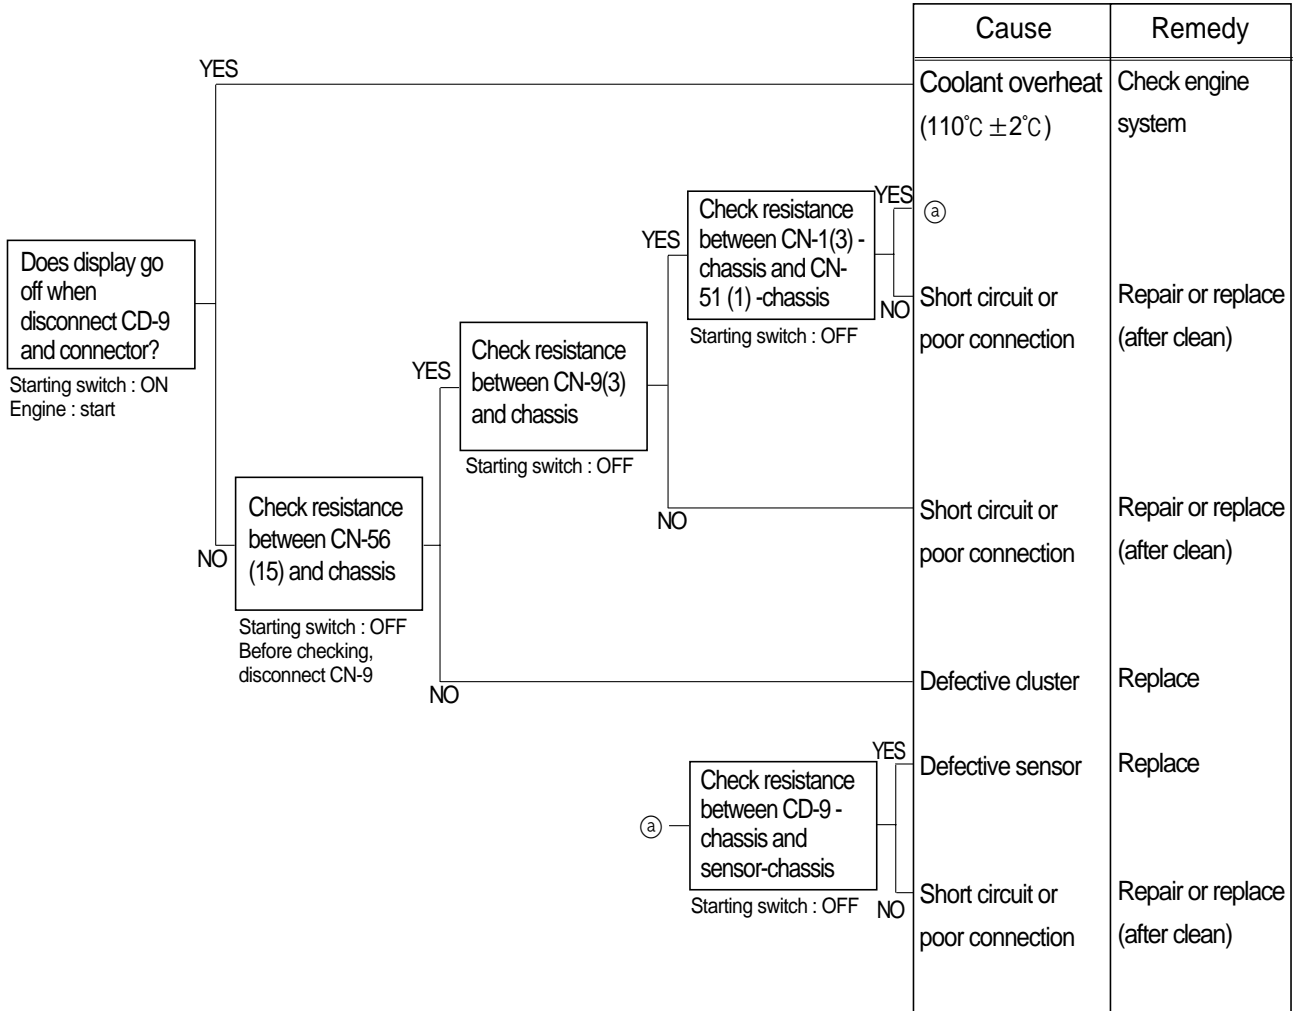 Cause
Remedy
YES
Coolant overheat
(110℃ ±2℃)
Check engine
system
Does display go
off when
disconnect CD-9
and connector?
Starting switch : ON
Engine : start
YES
Check resistance
between CN-1(3) -
chassis and CN-
51 (1) -chassis
Starting switch : OFF
YES
ⓐ
NO
Short circuit or
poor connection
Repair or replace
(after clean)
YES
Check resistance
between CN-9(3)
and chassis
Starting switch : OFF
NO
Short circuit or
poor connection
Repair or replace
(after clean)
NO
Check resistance
between CN-56
(15) and chassis
Starting switch : OFF
Before checking,
disconnect CN-9
NO
Defective cluster
Replace
ⓐ
Check resistance
between CD-9 -
chassis and
sensor-chassis
Starting switch : OFF
YES
Defective sensor
Replace
NO
Short circuit or
poor connection
Repair or replace
(after clean)